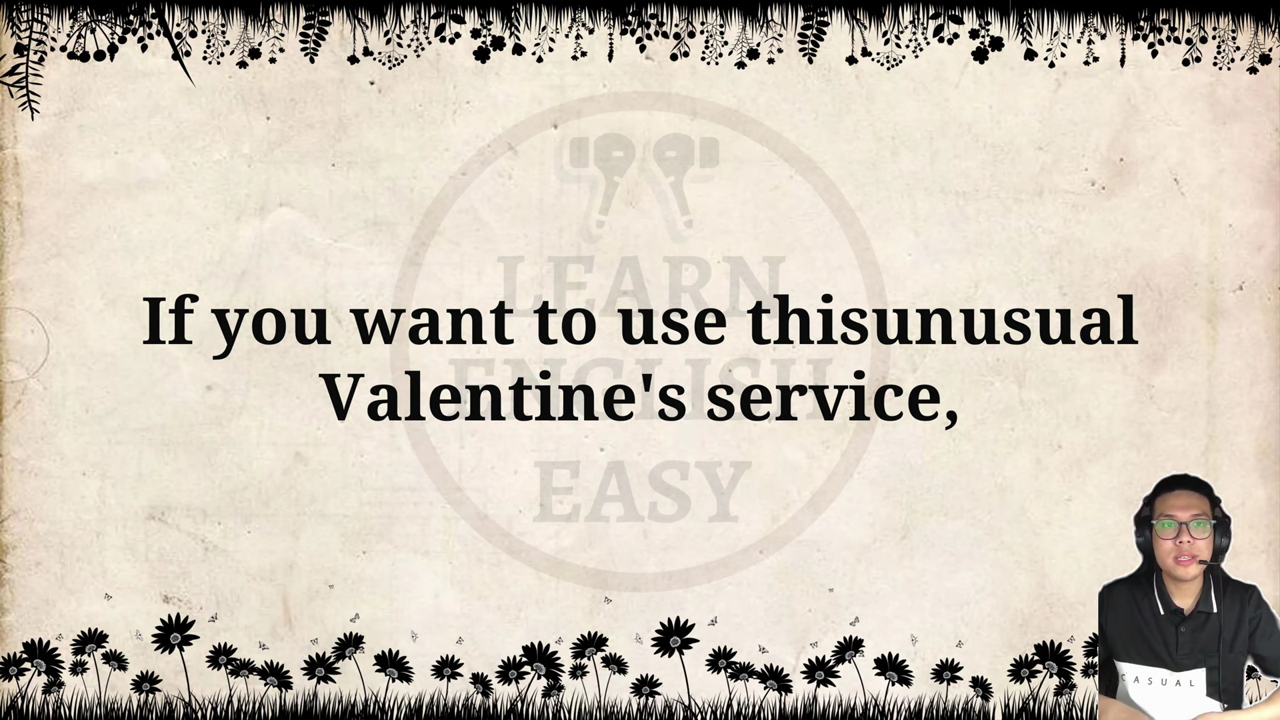 LEARN
ENGLISH
EASY
If you want to use thisunusual
Valentine's service,
CASUAL